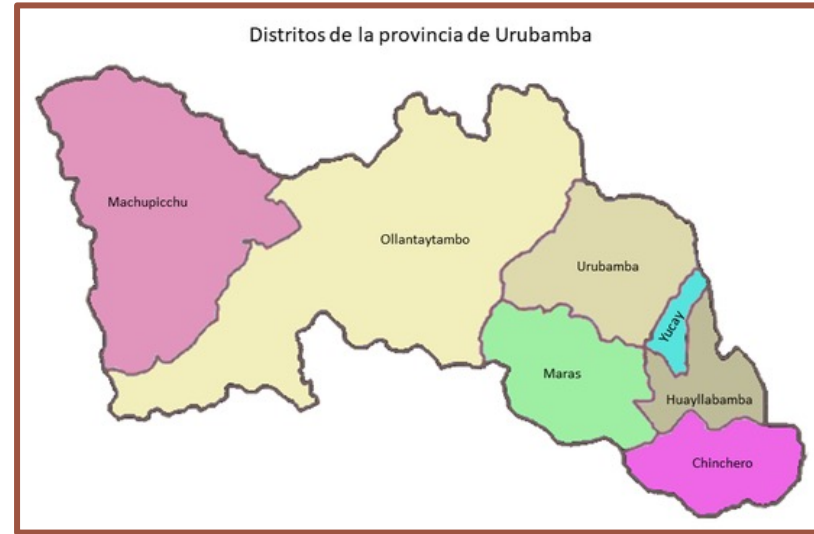 Distritos de la provincia de Urubamba
Machupicchu
Ollantaytambo
Urubamba
Yucay
Maras
Huayllabamba
Chinchero